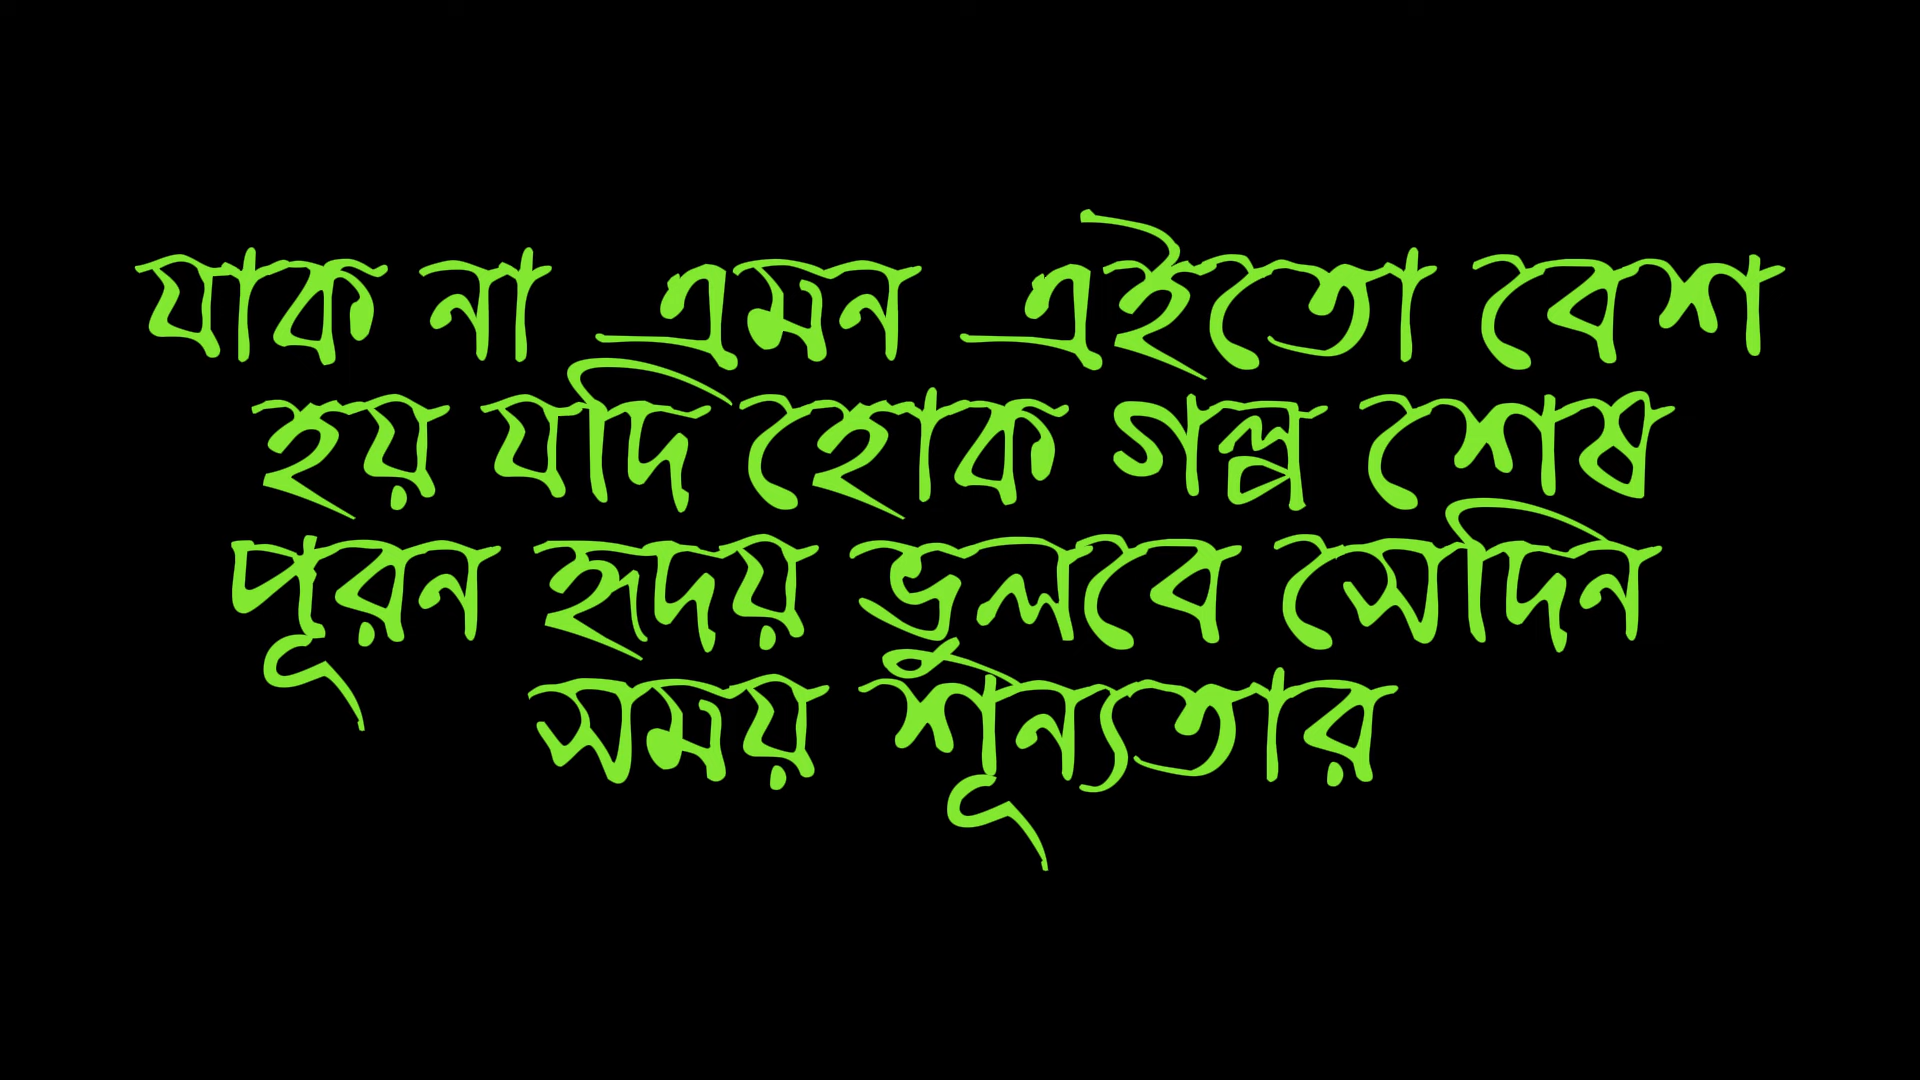 যাক না এমন এইতো বেশ
হয় যদি হোক গল্প শেষ
পূরন হৃদয় ভুলবে সেদিন
সময় শূন্যতার